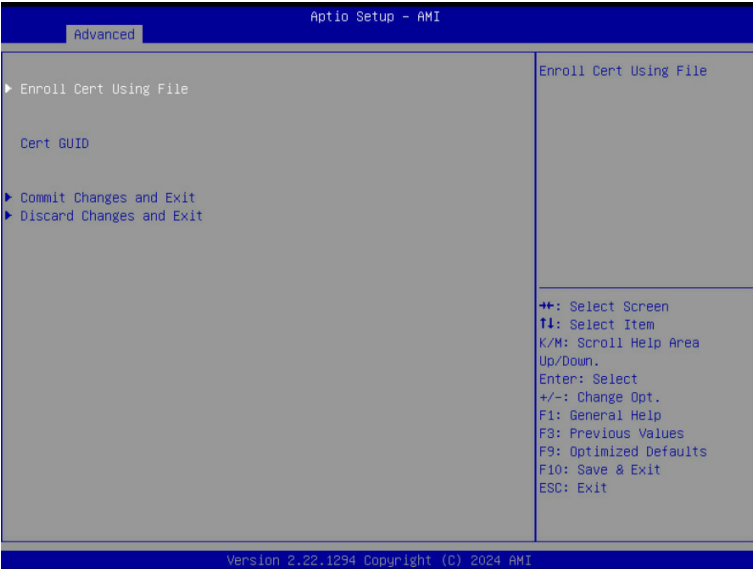 Aptio Setup – AMI
Advanced
▶ Enroll Cert Using File
Cert GUID
▶ Commit Changes and Exit
▶ Discard Changes and Exit
Enroll Cert Using File
→←: Select Screen
↑↓: Select Item
K/M: Scroll Help Area
Up/Down.
Enter: Select
+/-: Change Opt.
F1: General Help
F3: Previous Values
F9: Optimized Defaults
F10: Save & Exit
ESC: Exit
Version 2.22.1294 Copyright (C) 2024 AMI